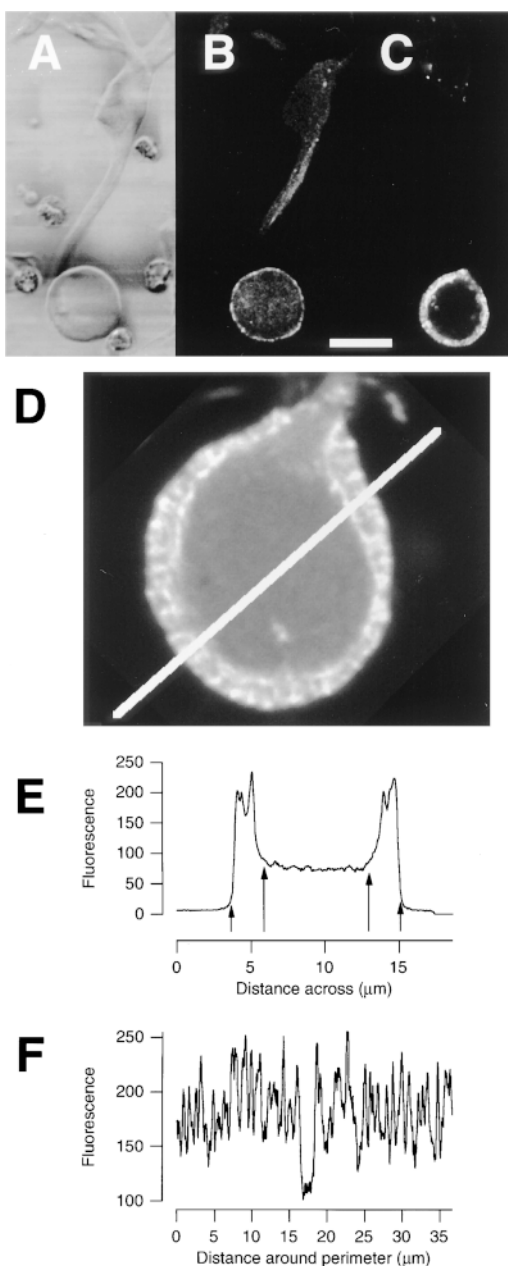 A B C
D
E
250
200
150
100
50
0
Fluorescence
0 5 10 15
Distance across (μm)
F
250
200
150
100
Fluorescence
0 5 10 15 20 25 30 35
Distance around perimeter (μm)